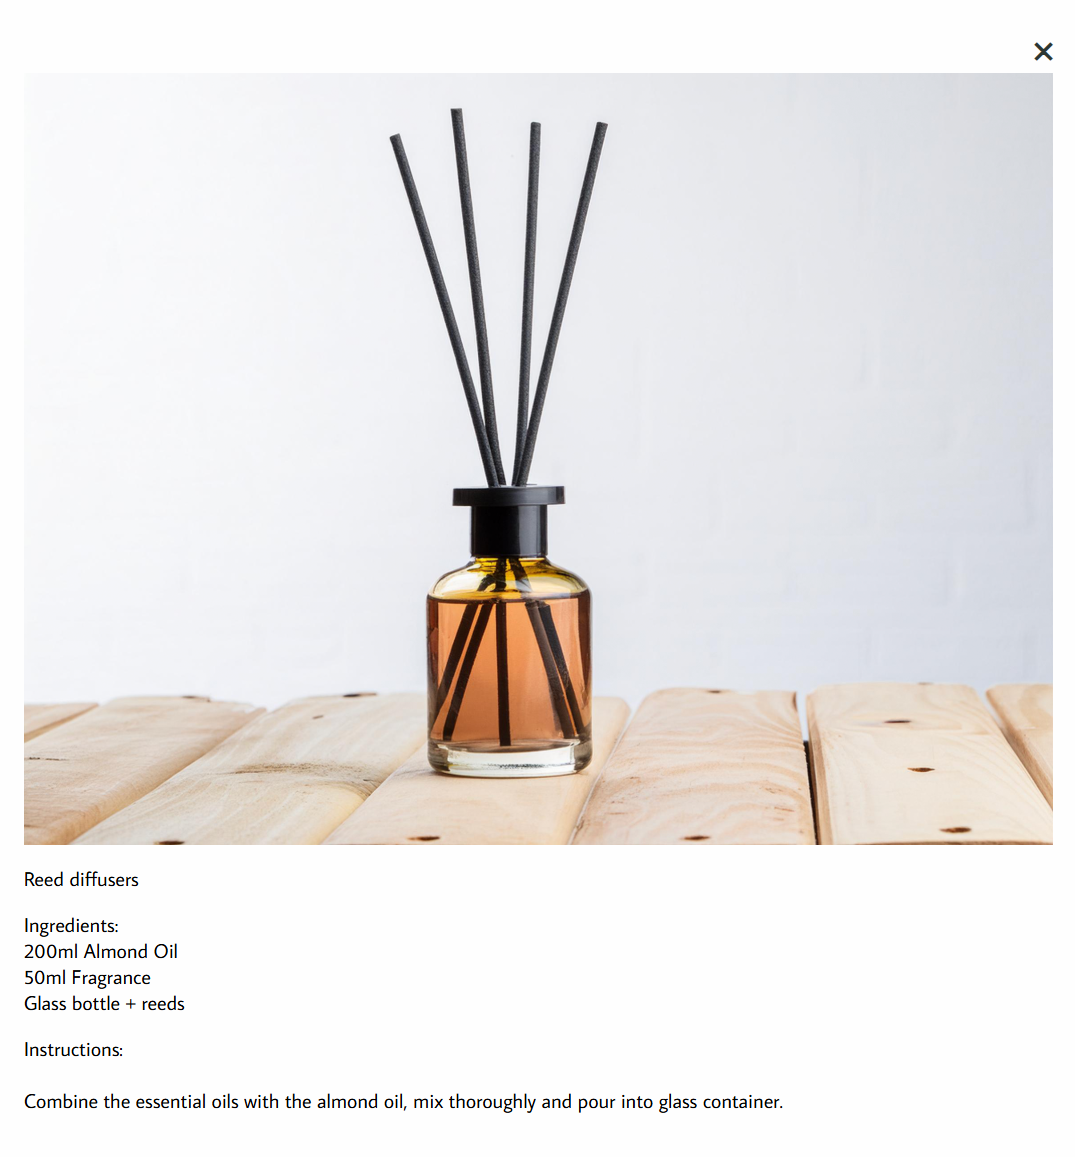 Reed diffusers
Ingredients:
200ml Almond Oil
50ml Fragrance
Glass bottle + reeds
Instructions:
Combine the essential oils with the almond oil, mix thoroughly and pour into glass container.